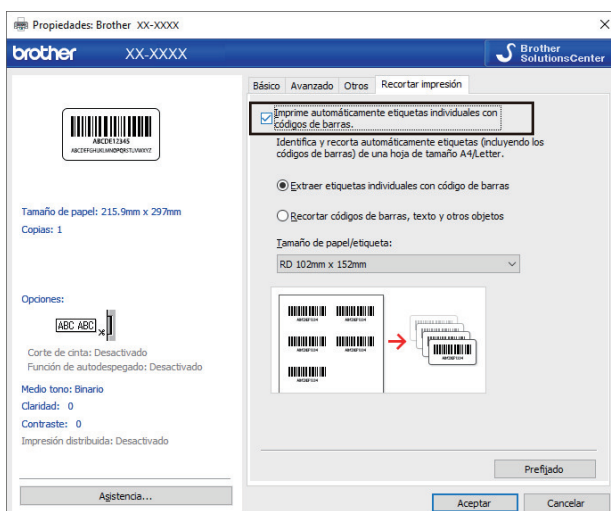 Propiedades: Brother XX-XXXX
brother XX-XXXX
Brother
SolutionsCenter
Básico Avanzado Otros Recortar impresión
Imprime automáticamente etiquetas individuales con
códigos de barras.
Identifica y recorta automáticamente etiquetas (incluyendo los
códigos de barras) de una hoja de tamaño A4/Letter.
Extraer etiquetas individuales con código de barras
Recortar códigos de barras, texto y otros objetos
Tamaño de papel/etiqueta:
RD 102mm x 152mm
ABCDE12345
Tamaño de papel: 215.9mm x 297mm
Copias: 1
Opciones:
ABC ABC
Corte de cinta: Desactivado
Función de autodespegado: Desactivado
Medio tono: Binario
Claridad: 0
Contraste: 0
Impresión distribuida: Desactivado
Prefijado
Asistencia...
Aceptar Cancelar